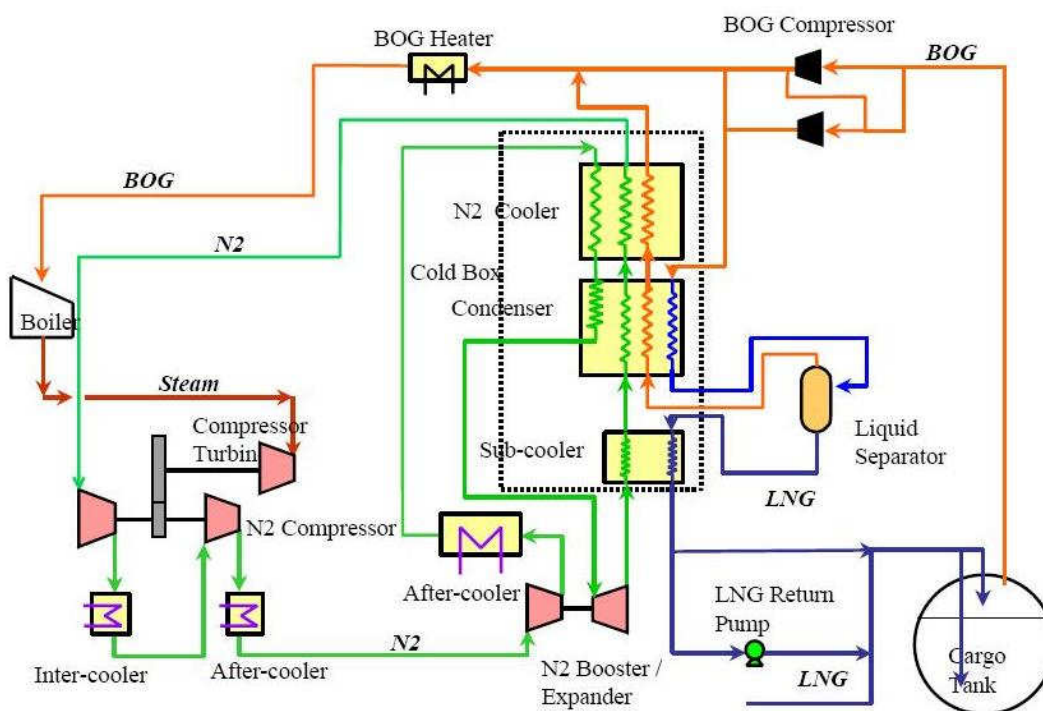 BOG Compressor
BOG Heater
BOG
BOG
N2 Cooler
N2
Cold Box
Condenser
Boiler
Steam
Compressor
Turbin
Sub-cooler
Liquid
Separator
LNG
N2 Compressor
After-cooler
LNG Return
Pump
Inter-cooler
After-cooler
N2
N2 Booster /
Expander
LNG
Cargo
Tank